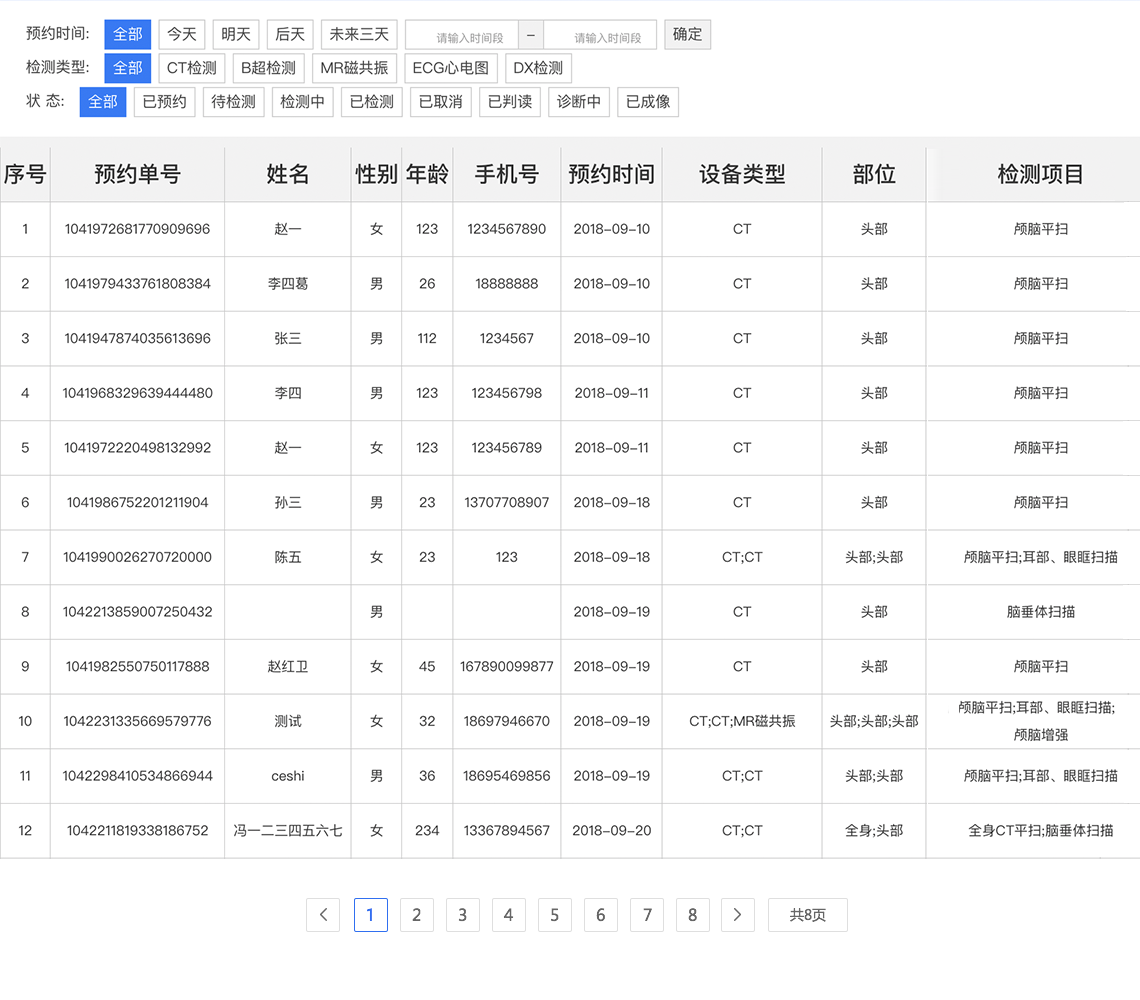 预约时间: 全部 今天 明天 后天 未来三天 请输入时间段 – 请输入时间段 确定
检测类型: 全部 CT检测 B超检测 MR磁共振 ECG心电图 DX检测
状 态: 全部 已预约 待检测 检测中 已检测 已取消 已判读 诊断中 已成像
序号 预约单号 姓名 性别 年龄 手机号 预约时间 设备类型 部位 检测项目
1 1041972681770909696 赵一 女 123 1234567890 2018-09-10 CT 头部 颅脑平扫
2 1041979433761808384 李四葛 男 26 18888888 2018-09-10 CT 头部 颅脑平扫
3 1041947874035613696 张三 男 112 1234567 2018-09-10 CT 头部 颅脑平扫
4 1041968329639444480 李四 男 123 123456798 2018-09-11 CT 头部 颅脑平扫
5 1041972220498132992 赵一 女 123 123456789 2018-09-11 CT 头部 颅脑平扫
6 1041986752201211904 孙三 男 23 13707708907 2018-09-18 CT 头部 颅脑平扫
7 1041990026270720000 陈五 女 23 123 2018-09-18 CT;CT 头部;头部 颅脑平扫;耳部、眼眶扫描
8 1042213859007250432 男 2018-09-19 CT 头部 脑垂体扫描
9 1041982550750117888 赵红卫 女 45 167890099877 2018-09-19 CT 头部 颅脑平扫
10 1042231335669579776 测试 女 32 18697946670 2018-09-19 CT;CT;MR磁共振 头部;头部;头部 颅脑平扫;耳部、眼眶扫描;
颅脑增强
11 1042298410534866944 ceshi 男 36 18695469856 2018-09-19 CT;CT 头部;头部 颅脑平扫;耳部、眼眶扫描
12 1042211819338186752 冯一二三四五六七 女 234 13367894567 2018-09-20 CT;CT 全身;头部 全身CT平扫;脑垂体扫描
< 1 2 3 4 5 6 7 8 > 共8页